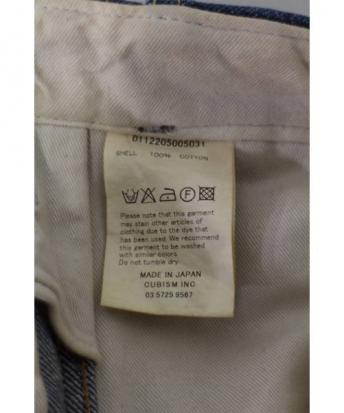 0112205005031
SHELL 100% COTTON
F
Please note that this garment
may stain other articles of
clothing due to the dye that
has been used. We recommend
this garment to be washed
with similar colors.
Do not tumble dry.
MADE IN JAPAN
CUBISM INC
03.5729.9567